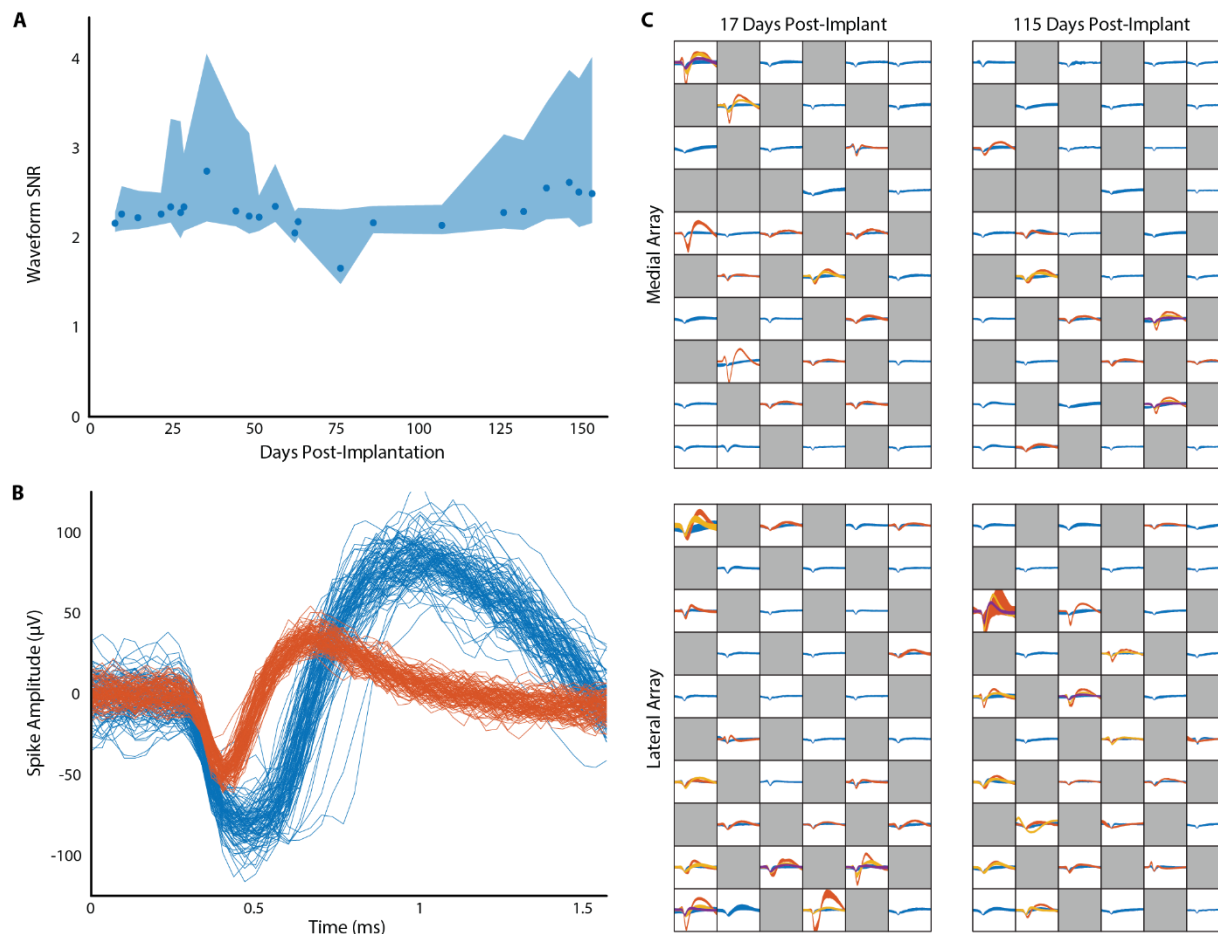 A
4
3
2
1
0
Waveform SNR
0 25 50 75 100 125 150
Days Post-Implantation
B
100
50
0
-50
-100
Spike Amplitude (µV)
0 0.5 1 1.5
Time (ms)
C
17 Days Post-Implant 115 Days Post-Implant
Medial Array
Lateral Array